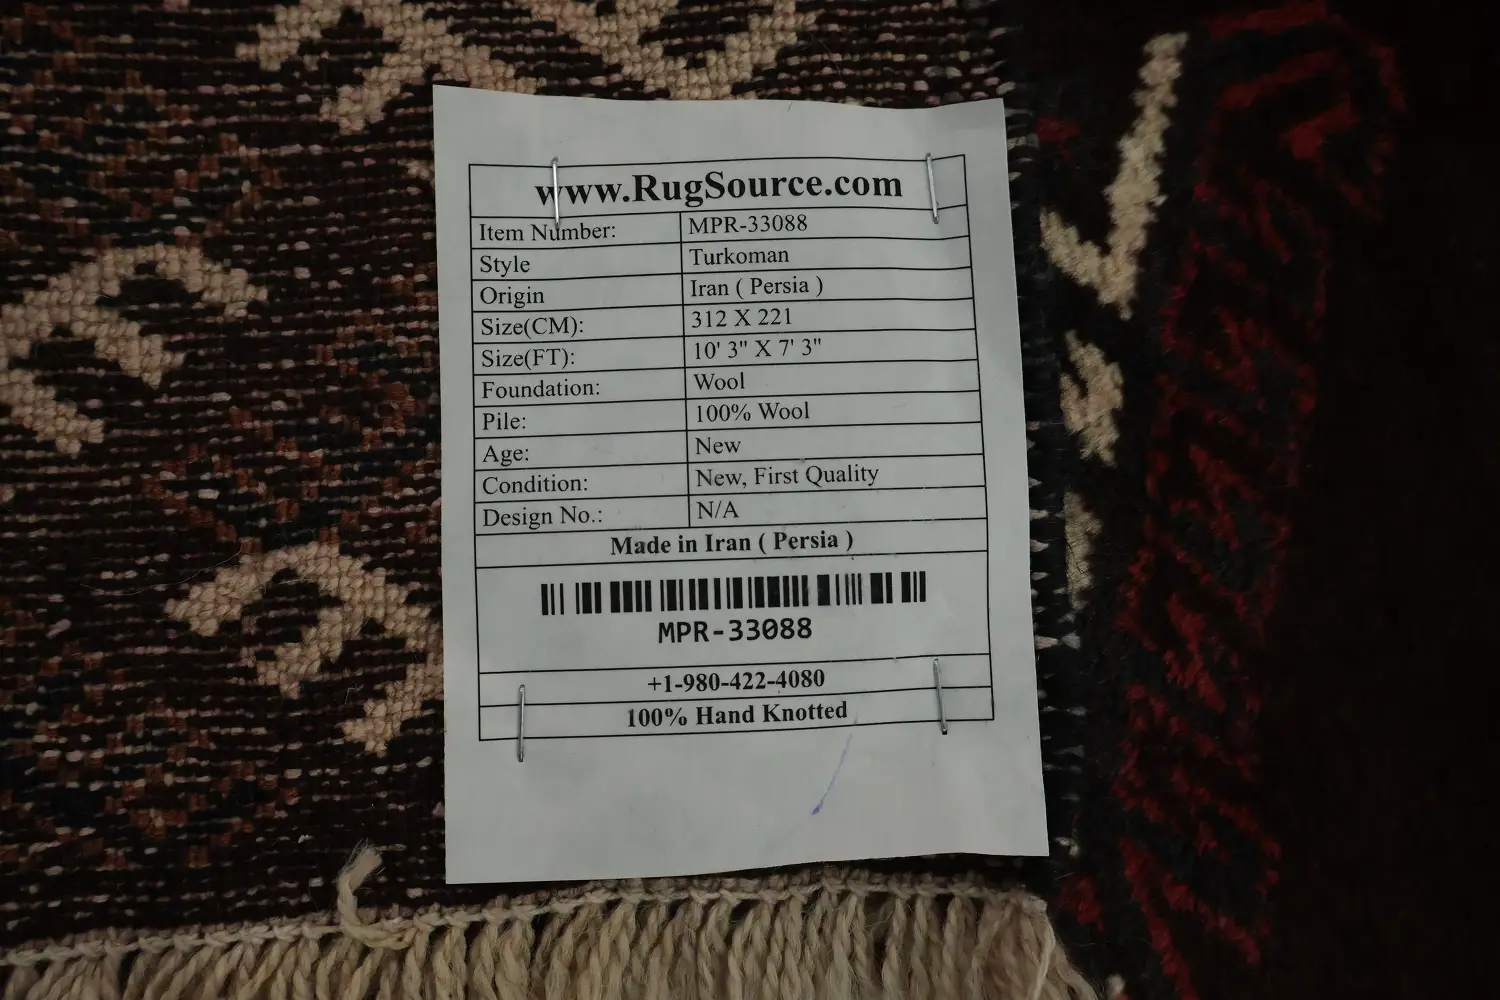 www.RugSource.com
Item Number: MPR-33088
Style Turkoman
Origin Iran ( Persia )
Size(CM): 312 X 221
Size(FT): 10' 3" X 7' 3"
Foundation: Wool
Pile: 100% Wool
Age: New
Condition: New, First Quality
Design No.: N/A
Made in Iran ( Persia )
MPR-33088
+1-980-422-4080
100% Hand Knotted